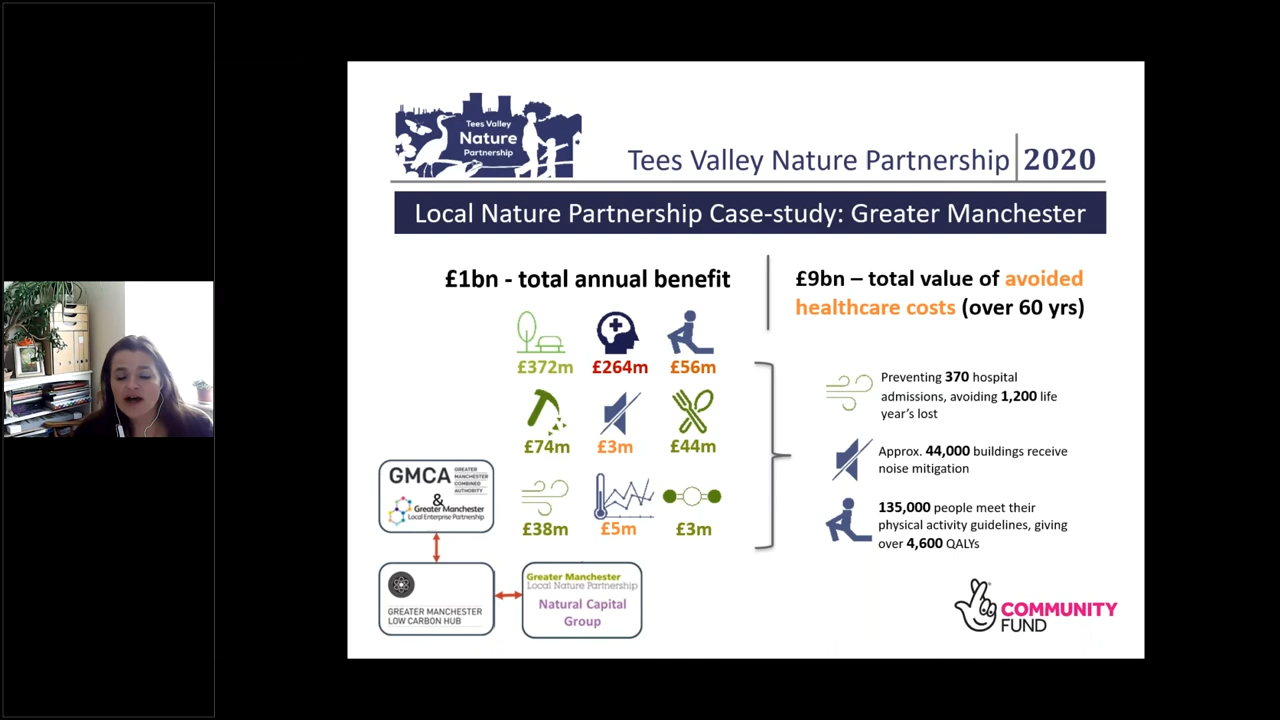 Tees Valley
Nature
Partnership
Tees Valley Nature Partnership 2020
Local Nature Partnership Case-study: Greater Manchester
£1bn - total annual benefit
£9bn – total value of avoided
healthcare costs (over 60 yrs)
£372m £264m £56m
£74m £3m £44m
£38m £5m £3m
Preventing 370 hospital
admissions, avoiding 1,200 life
year's lost
Approx. 44,000 buildings receive
noise mitigation
135,000 people meet their
physical activity guidelines, giving
over 4,600 QALYs
GMCA
GREATER
MANCHESTER
COMBINED
AUTHORITY
&
Greater Manchester
Local Enterprise Partnership
GREATER MANCHESTER
LOW CARBON HUB
Greater Manchester
Local Nature Partnership
Natural Capital
Group
COMMUNITY
FUND